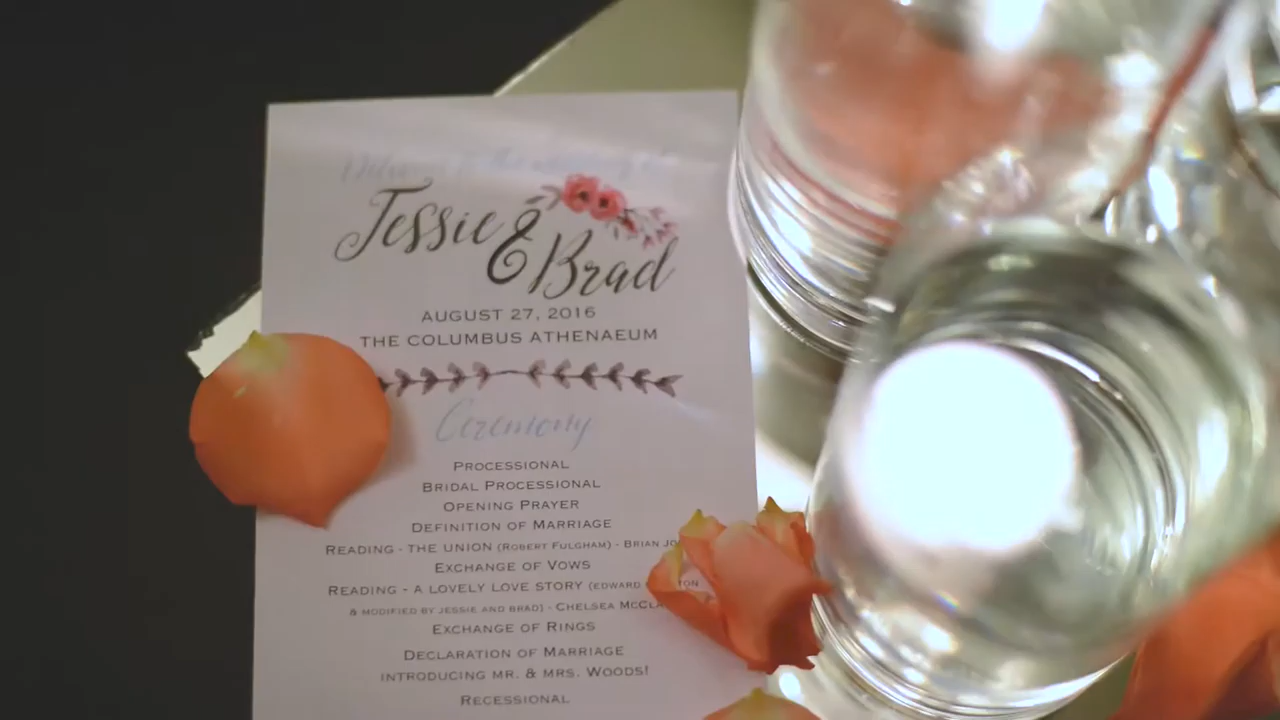 Jessie & Brad
AUGUST 27, 2016
THE COLUMBUS ATHENAEUM
Ceremony
PROCESSIONAL
BRIDAL PROCESSIONAL
OPENING PRAYER
DEFINITION OF MARRIAGE
READING - THE UNION (ROBERT FULGHAM) - BRIAN
EXCHANGE OF VOWS
READING - A LOVELY LOVE STORY (EDWARD
& MODIFIED BY JESSIE AND BRAD) - CHELSEA
EXCHANGE OF RINGS
DECLARATION OF MARRIAGE
INTRODUCING MR. & MRS. WOODS!
RECESSIONAL